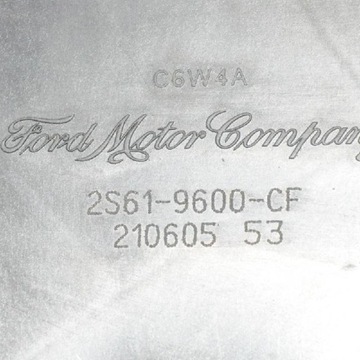 C6W4A
Ford Motor Company
2S61-9600-CF
210605 53